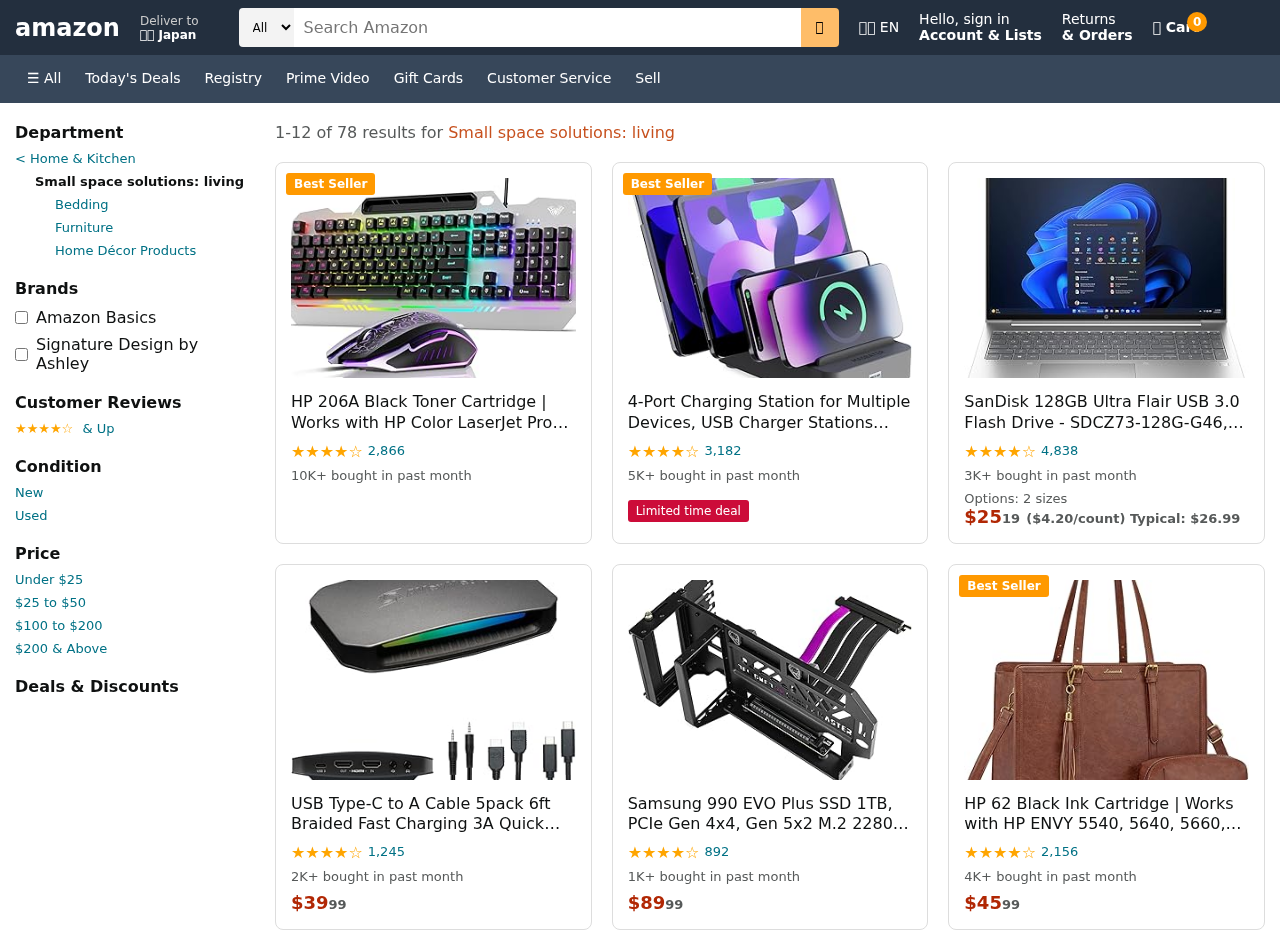 amazon
Deliver to
Japan
All
Search Amazon
EN
Hello, sign in
Account & Lists
Returns
& Orders
0
☰ All
Today's Deals
Registry
Prime Video
Gift Cards
Customer Service
Sell
Department
< Home & Kitchen
Small space solutions: living
Bedding
Furniture
Home Décor Products
Brands
Amazon Basics
Signature Design by
Ashley
Customer Reviews
★★★★☆ & Up
Condition
New
Used
Price
Under $25
$25 to $50
$100 to $200
$200 & Above
Deals & Discounts
1-12 of 78 results for Small space solutions: living
Best Seller
HP 206A Black Toner Cartridge |
Works with HP Color LaserJet Pro...
★★★★☆ 2,866
10K+ bought in past month
Best Seller
4-Port Charging Station for Multiple
Devices, USB Charger Stations...
★★★★☆ 3,182
5K+ bought in past month
Limited time deal
SanDisk 128GB Ultra Flair USB 3.0
Flash Drive - SDCZ73-128G-G46,...
★★★★☆ 4,838
3K+ bought in past month
Options: 2 sizes
$2519 ($4.20/count) Typical: $26.99
USB Type-C to A Cable 5pack 6ft
Braided Fast Charging 3A Quick...
★★★★☆ 1,245
2K+ bought in past month
$3999
Samsung 990 EVO Plus SSD 1TB,
PCIe Gen 4x4, Gen 5x2 M.2 2280...
★★★★☆ 892
1K+ bought in past month
$8999
Best Seller
HP 62 Black Ink Cartridge | Works
with HP ENVY 5540, 5640, 5660,...
★★★★☆ 2,156
4K+ bought in past month
$4599